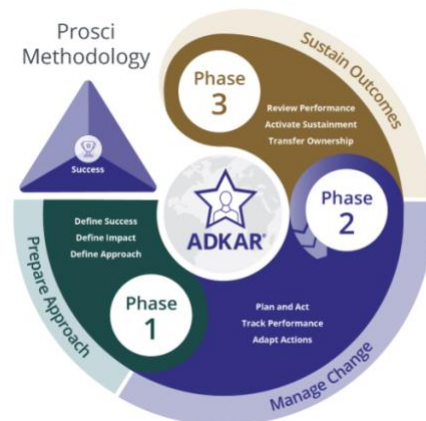 Prosci
Methodology
Success
Phase
3
Sustain Outcomes
Review Performance
Activate Sustainment
Transfer Ownership
Phase
2
ADKAR®
Define Success
Define Impact
Define Approach
Phase
1
Prepare Approach
Plan and Act
Track Performance
Adapt Actions
Manage Change